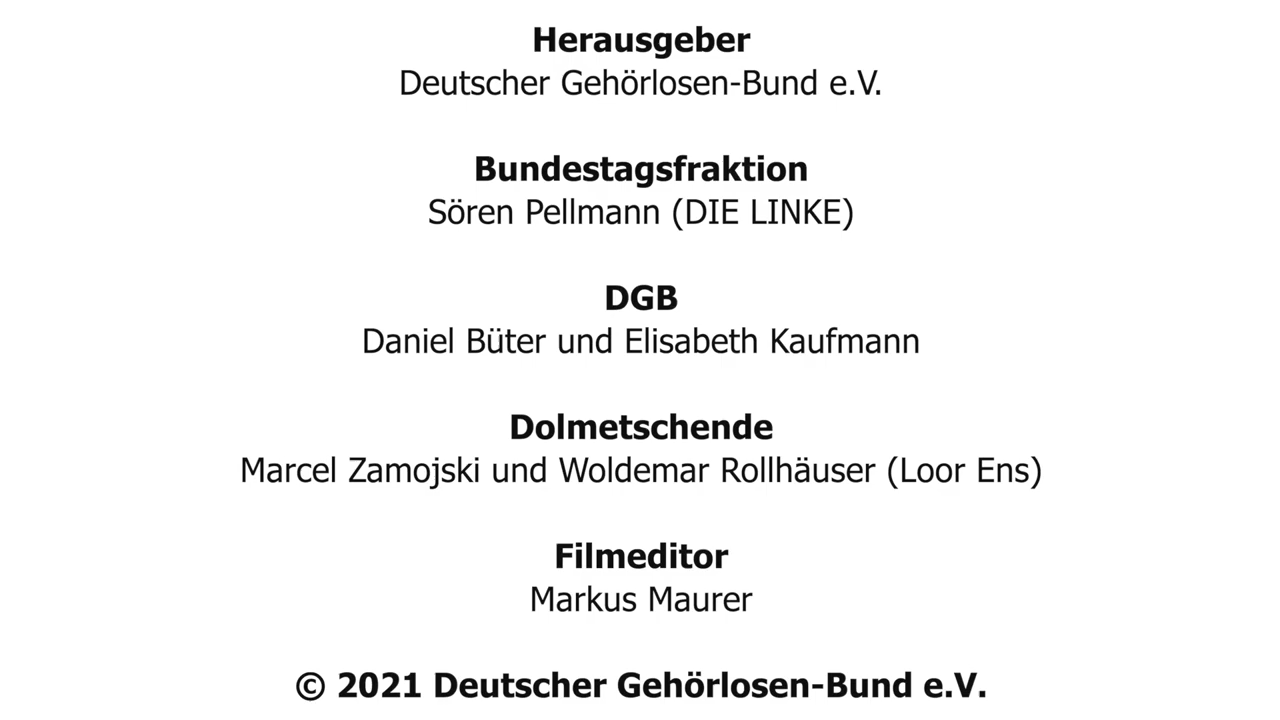 Herausgeber
Deutscher Gehörlosen-Bund e.V.
Bundestagsfraktion
Sören Pellmann (DIE LINKE)
DGB
Daniel Büter und Elisabeth Kaufmann
Dolmetschende
Marcel Zamojski und Woldemar Rollhäuser (Loor Ens)
Filmeditor
Markus Maurer
© 2021 Deutscher Gehörlosen-Bund e.V.